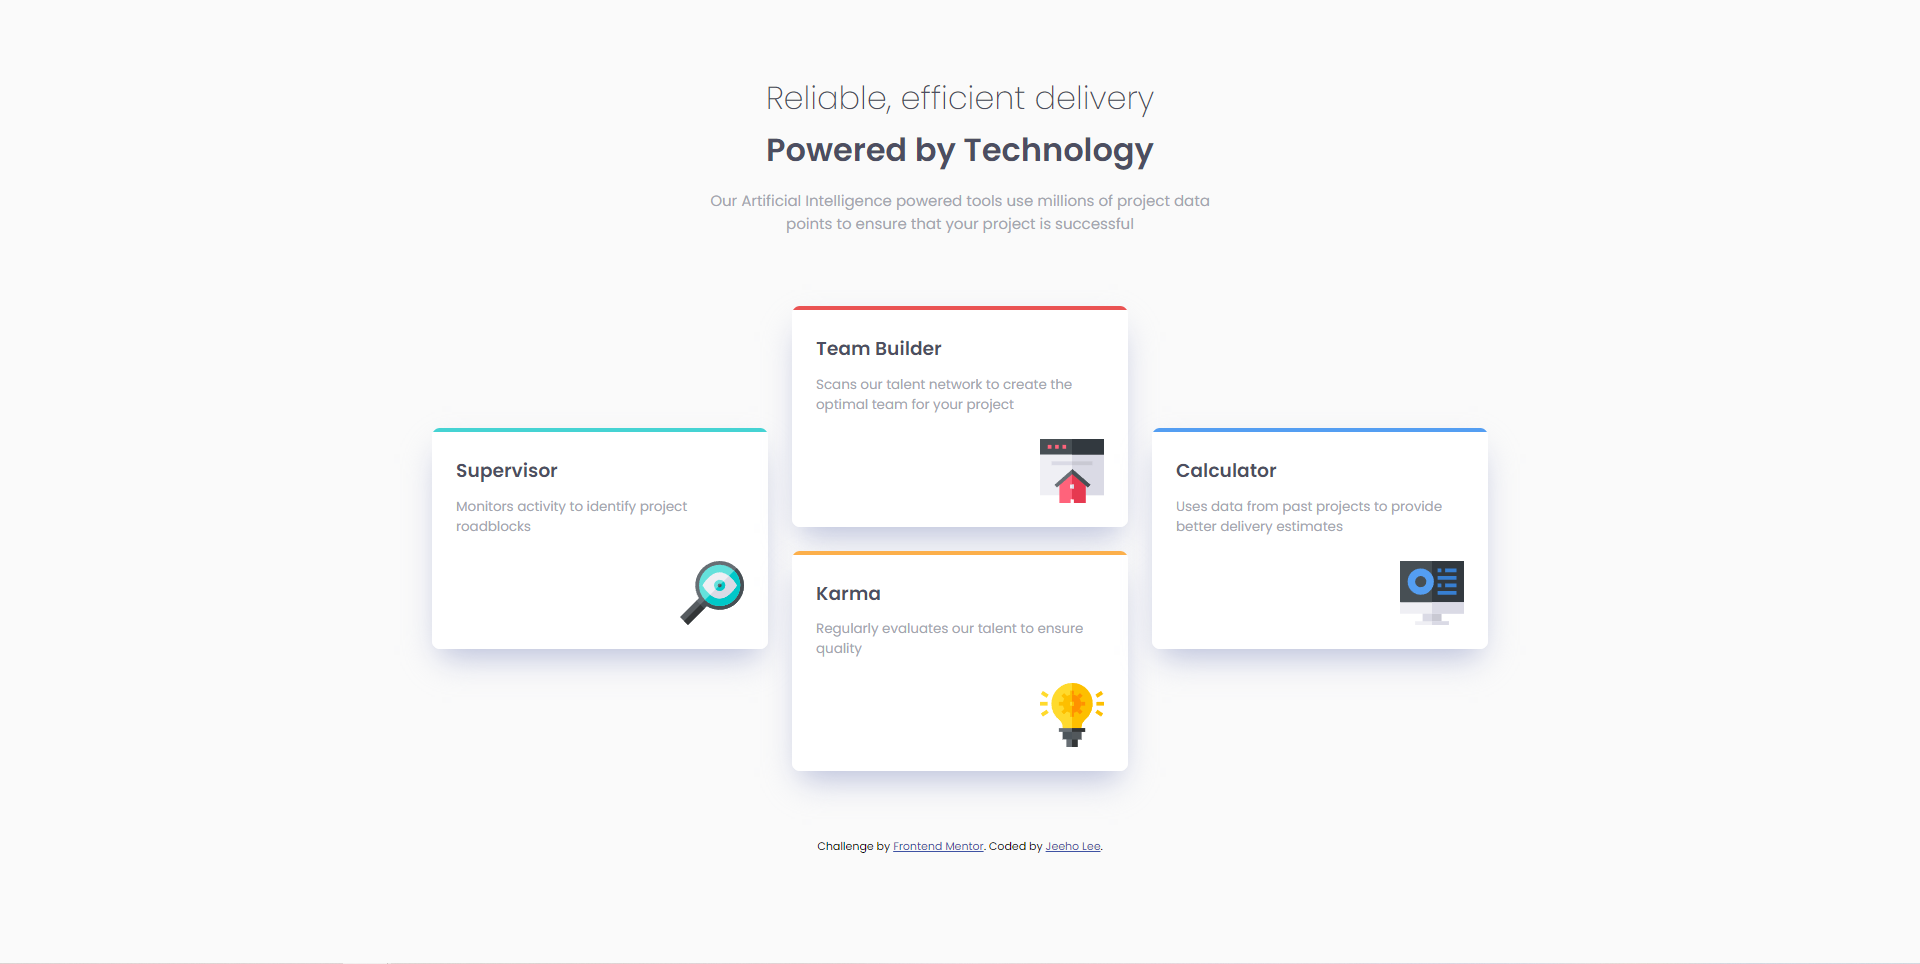 Reliable, efficient delivery
Powered by Technology
Our Artificial Intelligence powered tools use millions of project data
points to ensure that your project is successful
Team Builder
Scans our talent network to create the
optimal team for your project
Supervisor
Monitors activity to identify project
roadblocks
Calculator
Uses data from past projects to provide
better delivery estimates
Karma
Regularly evaluates our talent to ensure
quality
Challenge by Frontend Mentor. Coded by Jeeho Lee.